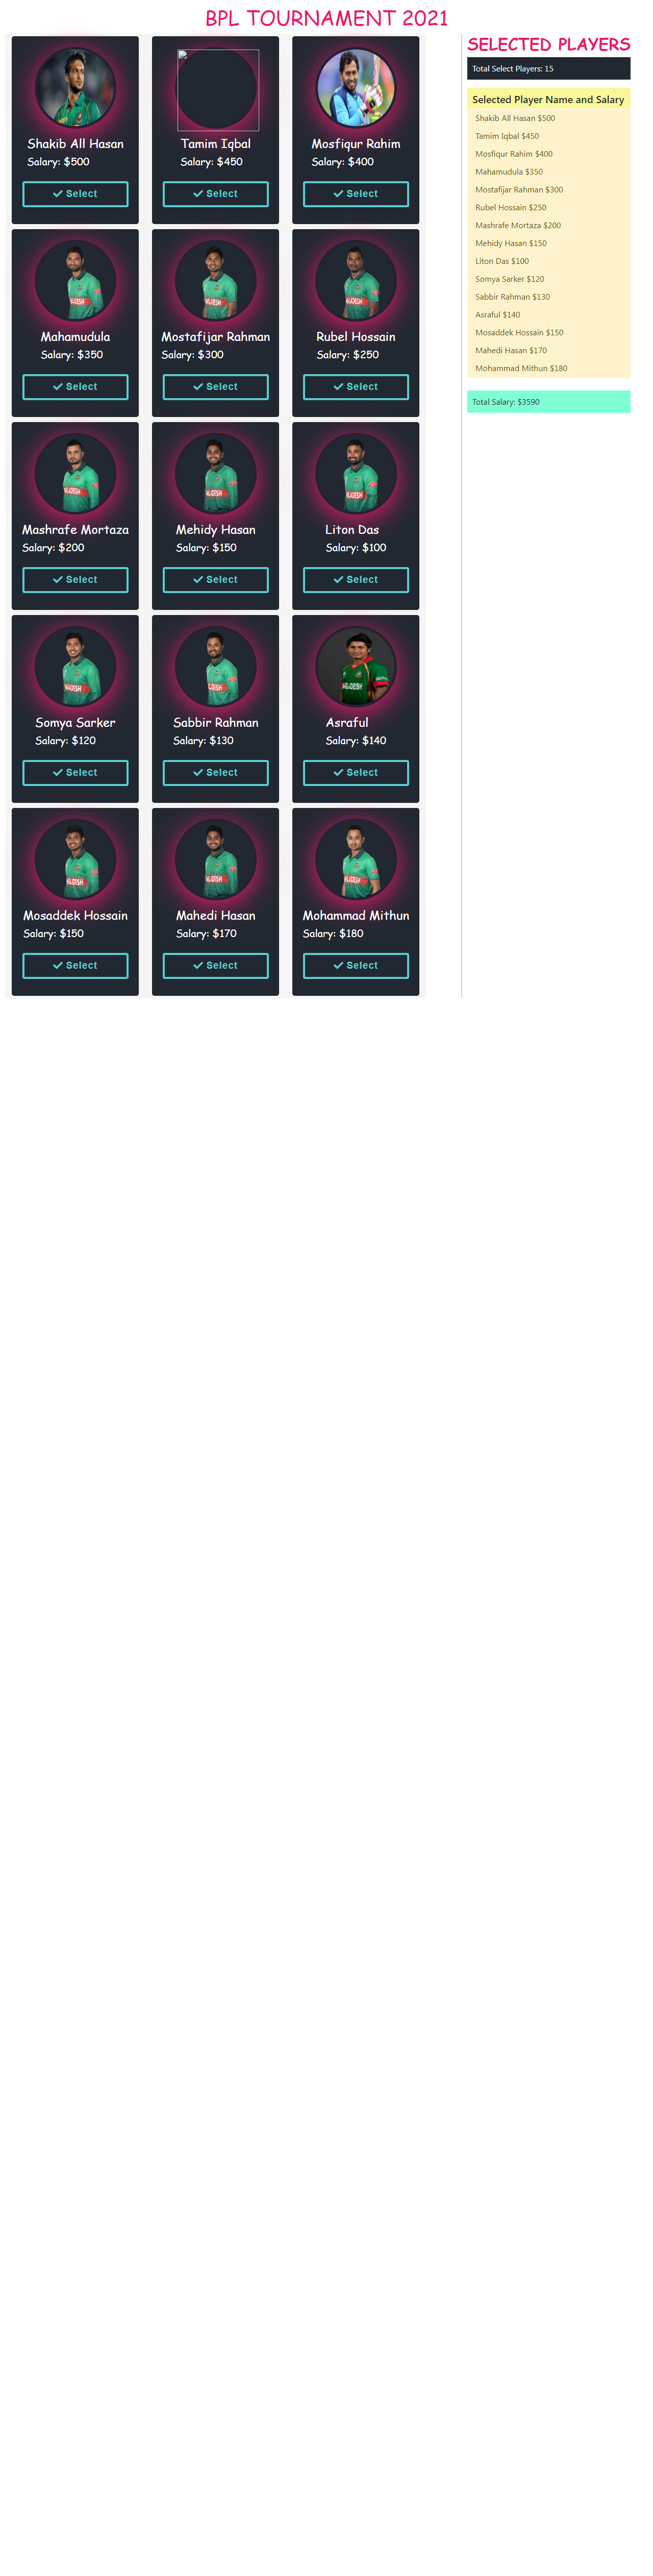 BPL TOURNAMENT 2021
Shakib All Hasan
Salary: $500
Select
Tamim Iqbal
Salary: $450
Select
Mosfiqur Rahim
Salary: $400
Select
Mahamudula
Salary: $350
Select
Mostafijar Rahman
Salary: $300
Select
Rubel Hossain
Salary: $250
Select
Mashrafe Mortaza
Salary: $200
Select
Mehidy Hasan
Salary: $150
Select
Liton Das
Salary: $100
Select
Somya Sarker
Salary: $120
Select
Sabbir Rahman
Salary: $130
Select
Asraful
Salary: $140
Select
Mosaddek Hossain
Salary: $150
Select
Mahedi Hasan
Salary: $170
Select
Mohammad Mithun
Salary: $180
Select
SELECTED PLAYERS
Total Select Players: 15
Selected Player Name and Salary
Shakib All Hasan $500
Tamim Iqbal $450
Mosfiqur Rahim $400
Mahamudula $350
Mostafijar Rahman $300
Rubel Hossain $250
Mashrafe Mortaza $200
Mehidy Hasan $150
Liton Das $100
Somya Sarker $120
Sabbir Rahman $130
Asraful $140
Mosaddek Hossain $150
Mahedi Hasan $170
Mohammad Mithun $180
Total Salary: $3590